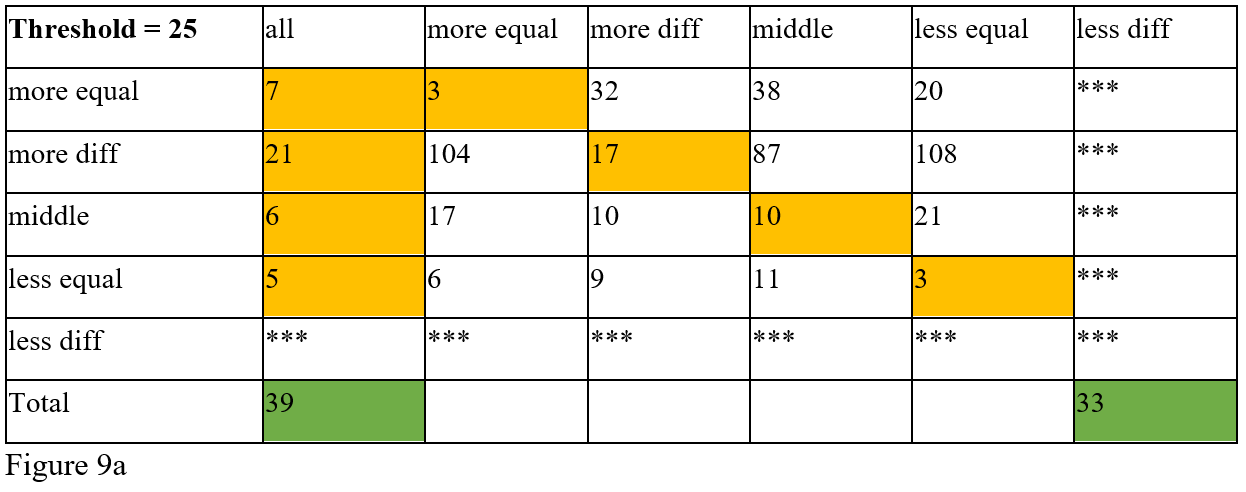 Threshold = 25 all more equal more diff middle less equal less diff
more equal 7 3 32 38 20 ***
more diff 21 104 17 87 108 ***
middle 6 17 10 10 21 ***
less equal 5 6 9 11 3 ***
less diff *** *** *** *** *** ***
Total 39 33
Figure 9a